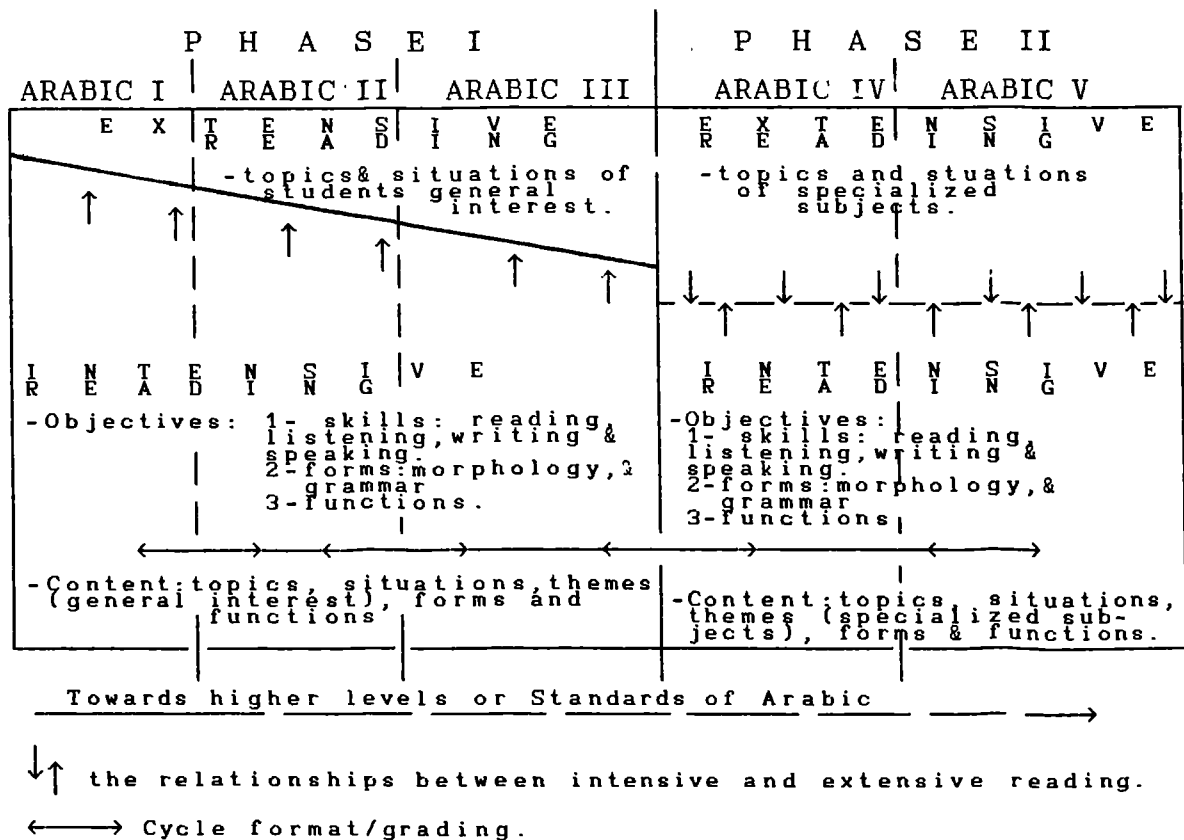 P H A S E I
P H A S E II
ARABIC I
ARABIC II
ARABIC III
ARABIC IV
ARABIC V
E X T E N S I V E
R E A D I N G
-topics& situations of
students general
interest.
E X T E N S I V E
R E A D I N G
-topics and stuations
of specialized
subjects.
I N T E N S I V E
R E A D I N G
-Objectives: 1- skills: reading,
listening,writing &
speaking.
2-forms:morphology,&
grammar
3-functions.
-Content:topics, situations,themes
(general interest), forms and
functions
I N T E N S I V E
R E A D I N G
-Objectives:
1- skills: reading,
listening,writing &
speaking.
2-forms:morphology,&
grammar
3-functions
-Content:topics, situations,
themes (specialized sub-
jects), forms & functions.
Towards higher levels or Standards of Arabic
the relationships between intensive and extensive reading.
Cycle format/grading.